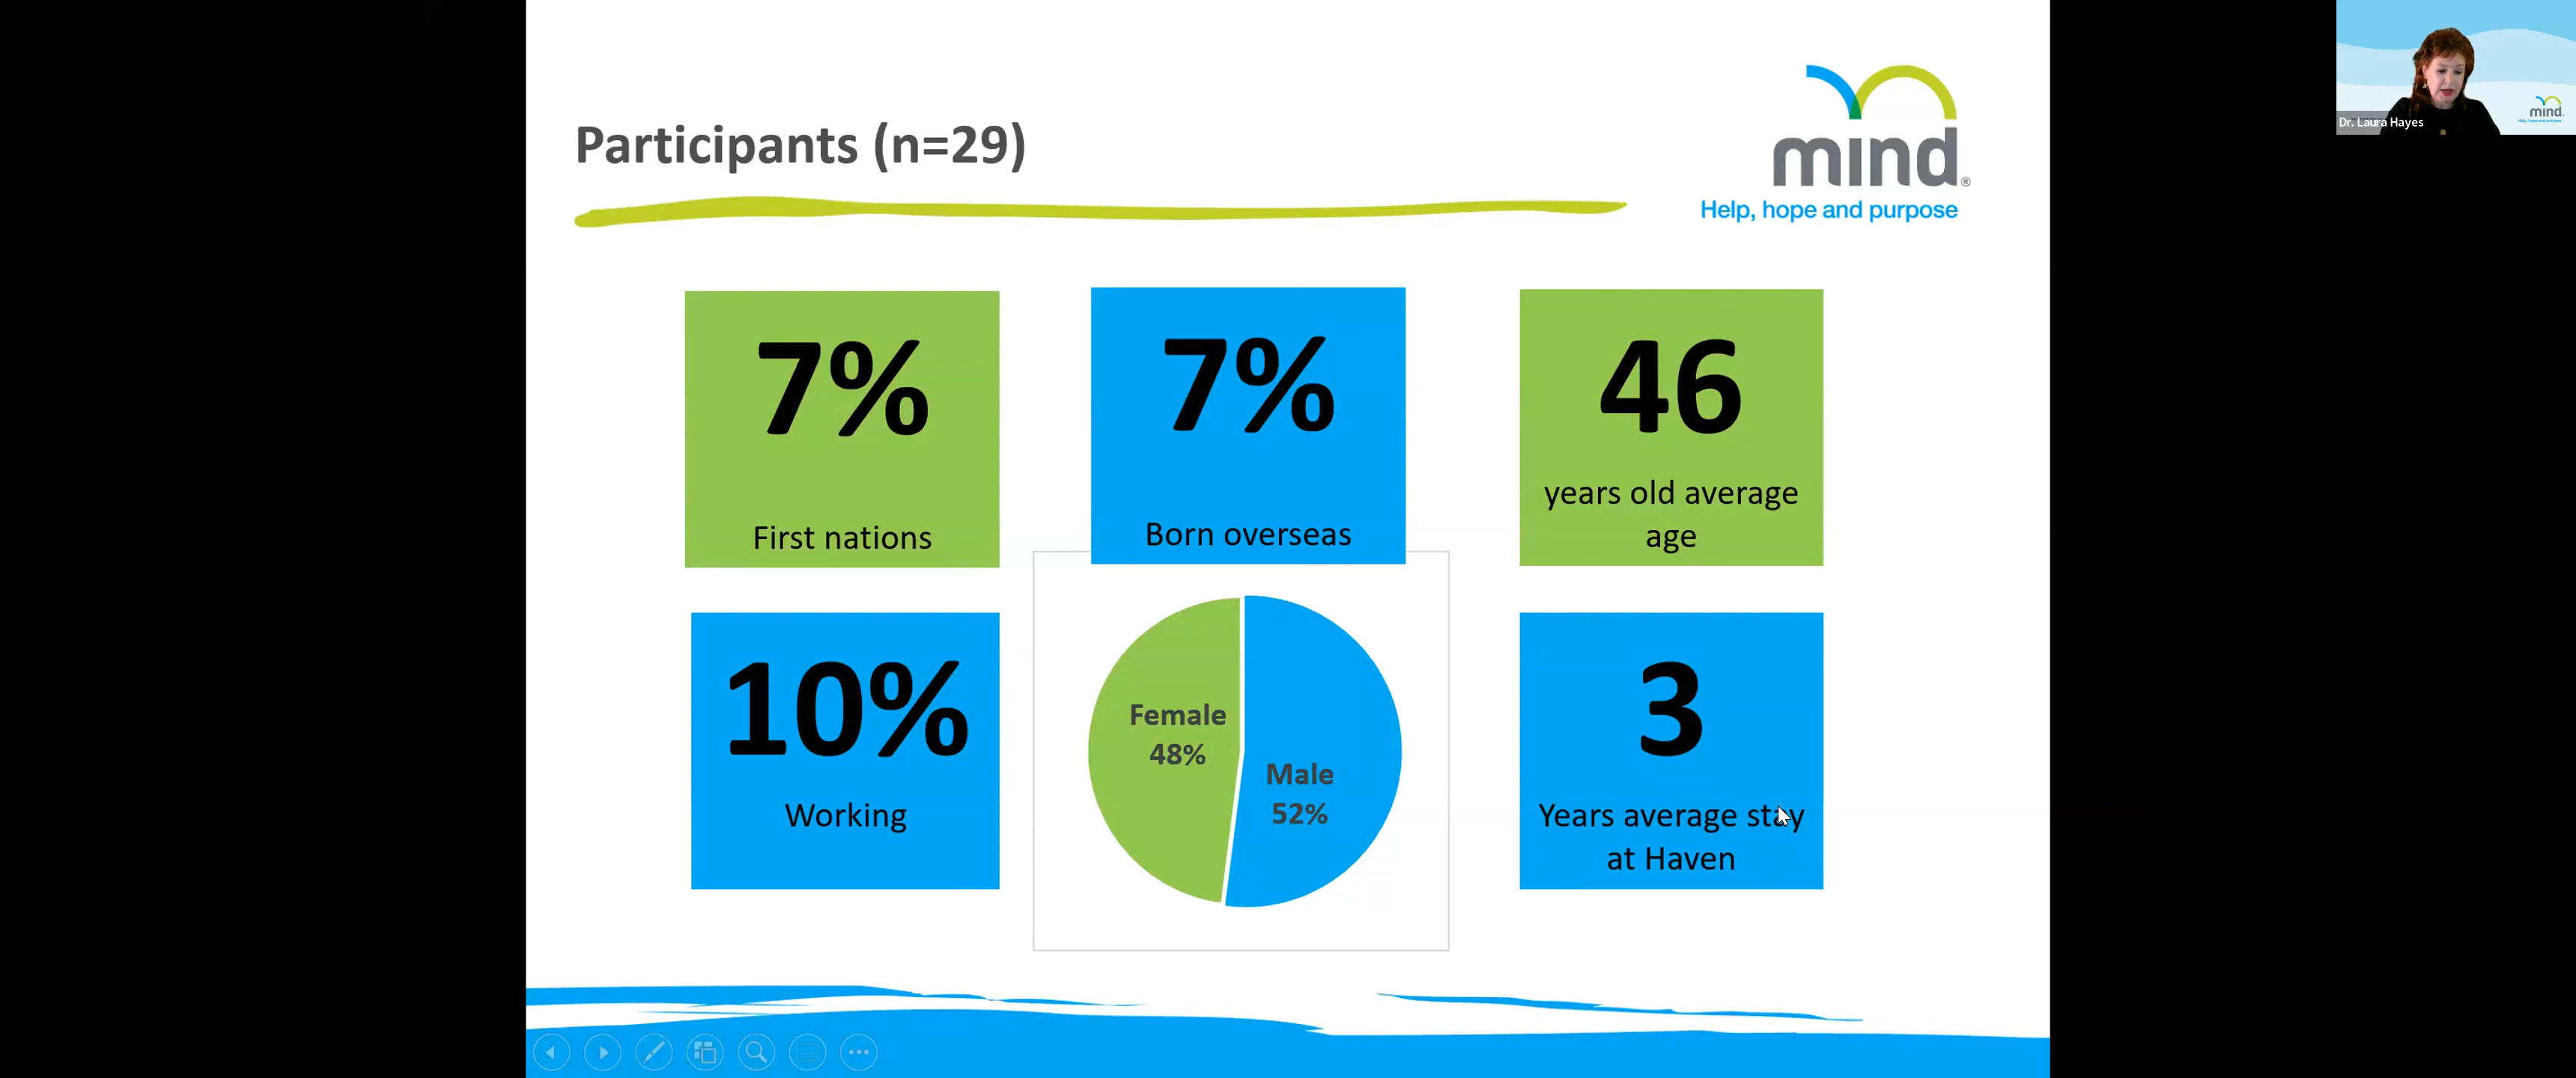 Participants (n=29)
mind®
Help, hope and purpose
7%
First nations
7%
Born overseas
46
years old average
age
10%
Working
Female
48%
Male
52%
3
Years average stay
at Haven
Dr. Laura Hayes
mind.